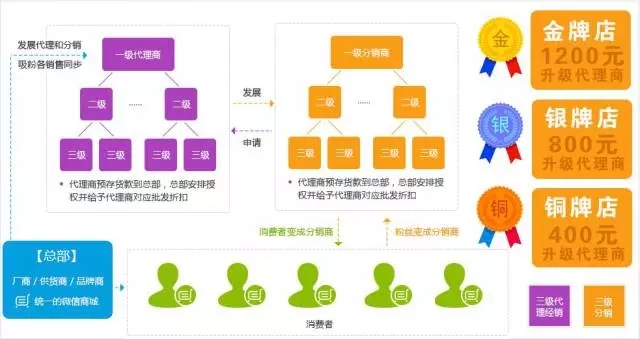 发展代理和分销
吸粉各销售同步
一级代理商
二级
......
二级
三级
三级
三级
三级
代理商预存货款到总部，总部安排授
权并给予代理商对应批发折扣
发展
申请
一级分销商
二级
......
二级
三级
三级
三级
三级
代理商预存货款到总部，总部安排授
权并给予代理商对应批发折扣
消费者变成分销商
粉丝变成分销商
【总部】
厂商 / 供货商 / 品牌商
统一的微信商城
消费者
金
金牌店
1200元
升级代理商
银
银牌店
800元
升级代理商
铜
铜牌店
400元
升级代理商
三级代
理经销
三级
分销